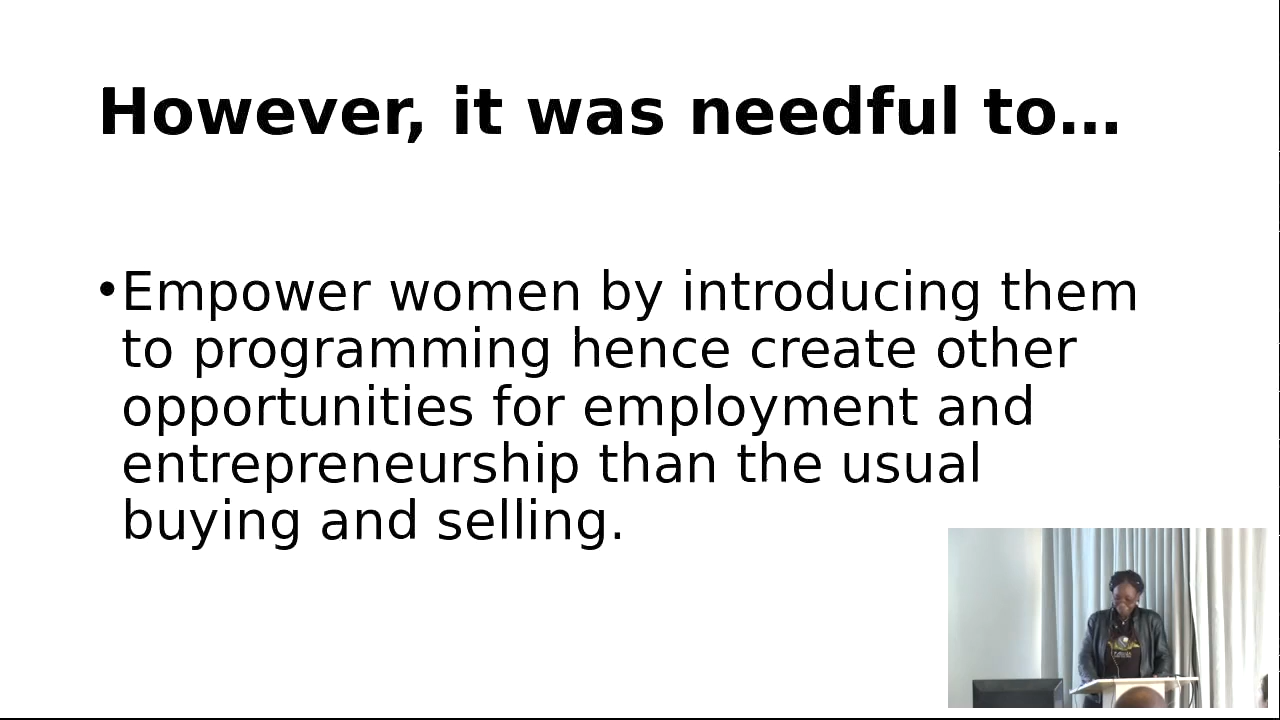 However, it was needful to…
•Empower women by introducing them
to programming hence create other
opportunities for employment and
entrepreneurship than the usual
buying and selling.